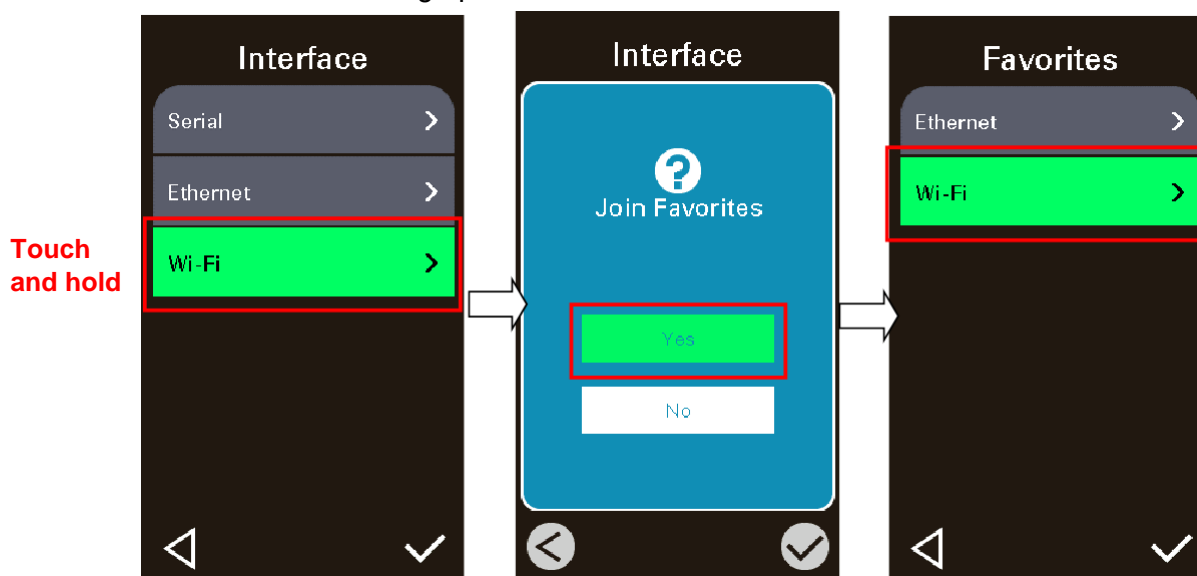 Interface
Serial
Ethernet
Wi-Fi
Touch
and hold
Interface
Join Favorites
Yes
No
Favorites
Ethernet
Wi-Fi